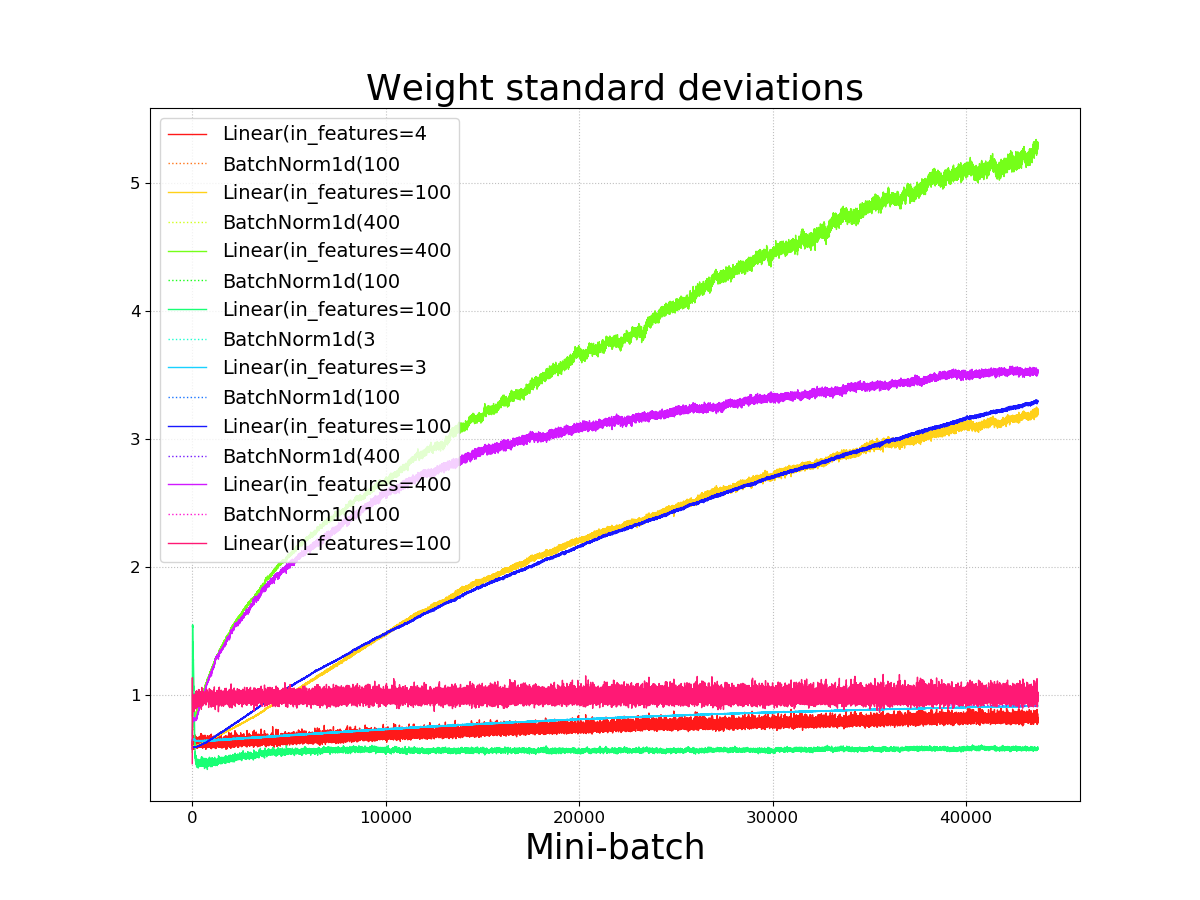 Weight standard deviations
Linear(in_features=4
BatchNorm1d(100
Linear(in_features=100
BatchNorm1d(400
Linear(in_features=400
BatchNorm1d(100
Linear(in_features=100
BatchNorm1d(3
Linear(in_features=3
BatchNorm1d(100
Linear(in_features=100
BatchNorm1d(400
Linear(in_features=400
BatchNorm1d(100
Linear(in_features=100
5
4
3
2
1
0 10000 20000 30000 40000
Mini-batch